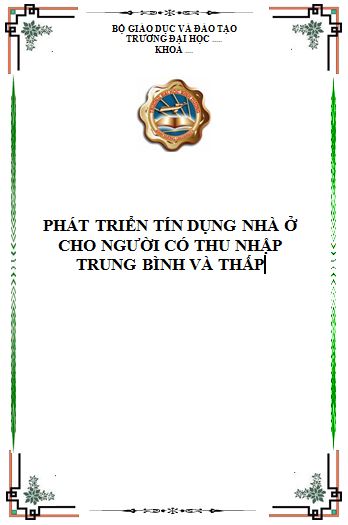 BỘ GIÁO DỤC VÀ ĐÀO TẠO
TRƯỜNG ĐẠI HỌC .....
KHOÁ ....
PHÁT TRIỂN TÍN DỤNG NHÀ Ở
CHO NGƯỜI CÓ THU NHẬP
TRUNG BÌNH VÀ THẤP